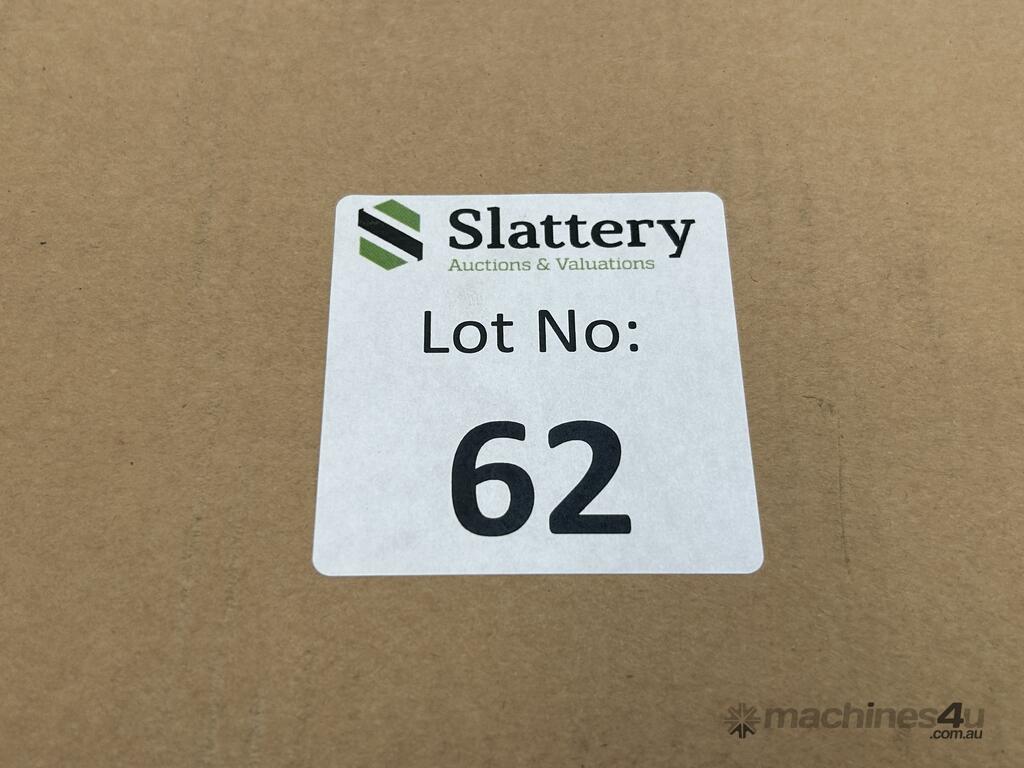 Slattery
Auctions & Valuations
Lot No:
62
machines4u
.com.au